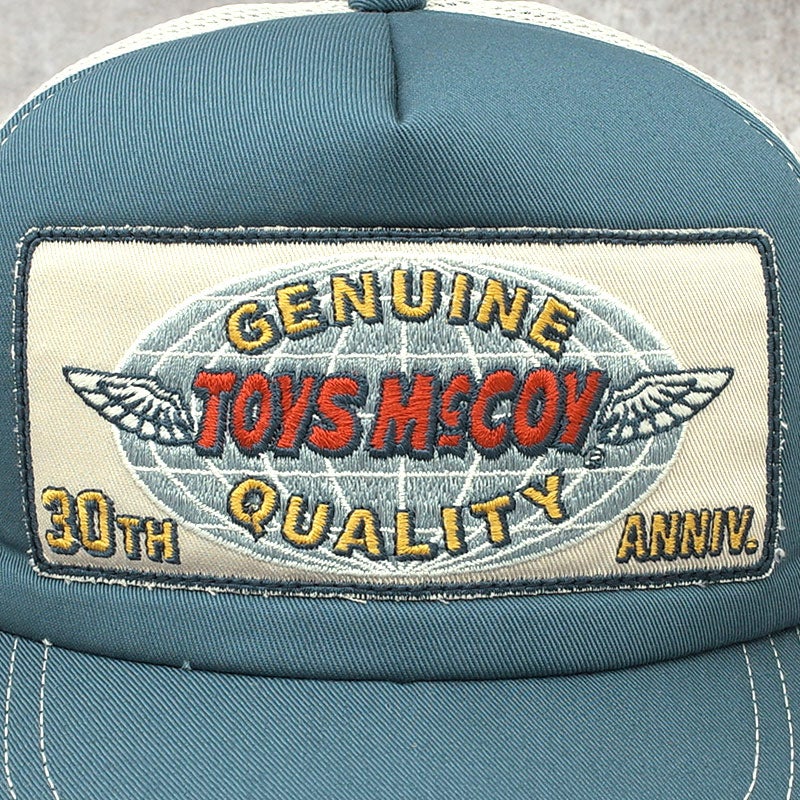 GENUINE
TOYS McCOY®
QUALITY
30TH ANNIV.